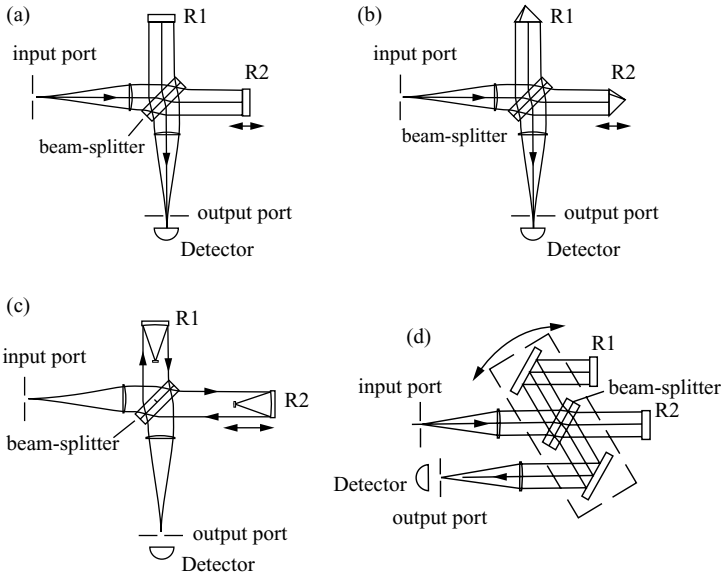 (a)
R1
input port
R2
beam-splitter
output port
Detector
(b)
R1
input port
R2
beam-splitter
output port
Detector
(c)
R1
input port
R2
beam-splitter
output port
Detector
(d)
R1
beam-splitter
input port
R2
Detector
output port